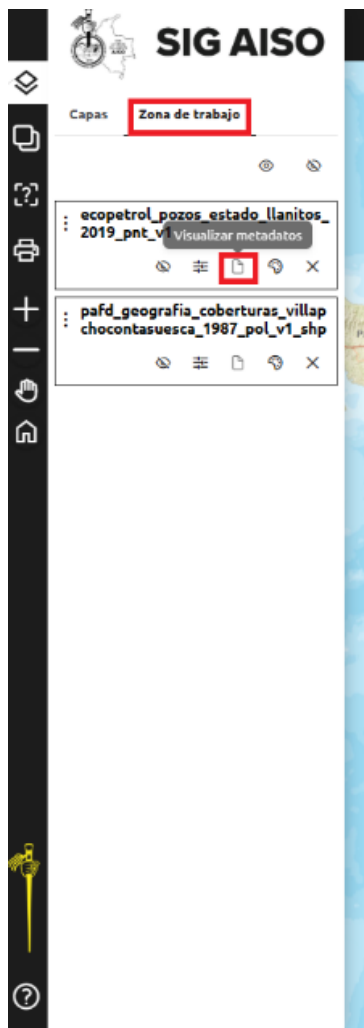 SIG AISO
Capas Zona de trabajo
ecopetrol_pozos_estado_llanitos_
2019_pnt_v1
Visualizar metadatos
pafd_geografia_coberturas_villap
chocontasuesca_1987_pol_v1_shp